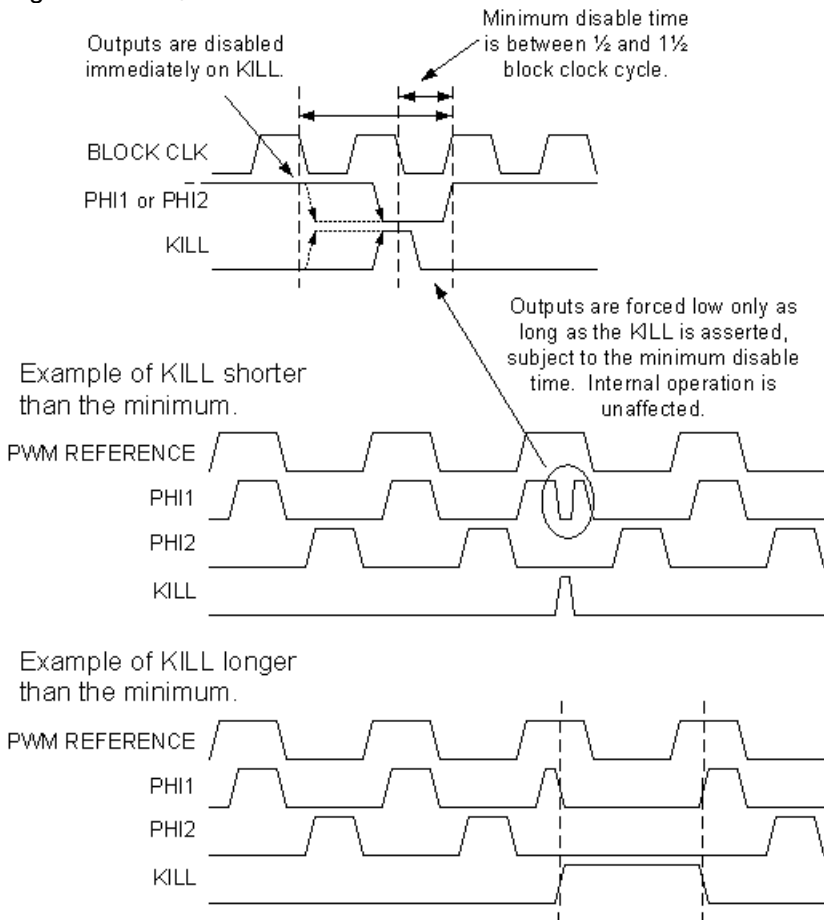 Minimum disable time
is between ½ and 1½
block clock cycle.
Outputs are disabled
immediately on KILL.
BLOCK CLK
PHI1 or PHI2
KILL
Outputs are forced low only as
long as the KILL is asserted,
subject to the minimum disable
time. Internal operation is
unaffected.
Example of KILL shorter
than the minimum.
PWM REFERENCE
PHI1
PHI2
KILL
Example of KILL longer
than the minimum.
PWM REFERENCE
PHI1
PHI2
KILL